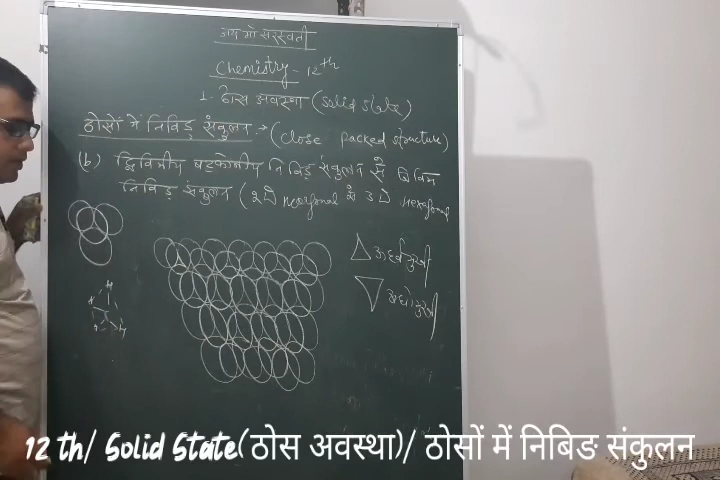 जय माँ सरस्वती
Chemistry - 12th
1. ठोस अवस्था (Solid state)
ठोसों में निविड़ संकुलन → (Close packed structure)
(b) द्विविमीय षट्कोणीय निविड़ संकुलन से त्रिविम
निविड़ संकुलन (2D hexagonal से 3D hexagonal
ऊर्ध्वमुखी
अधोमुखी
12 th/ Solid State(ठोस अवस्था)/ ठोसों में निबिङ संकुलन